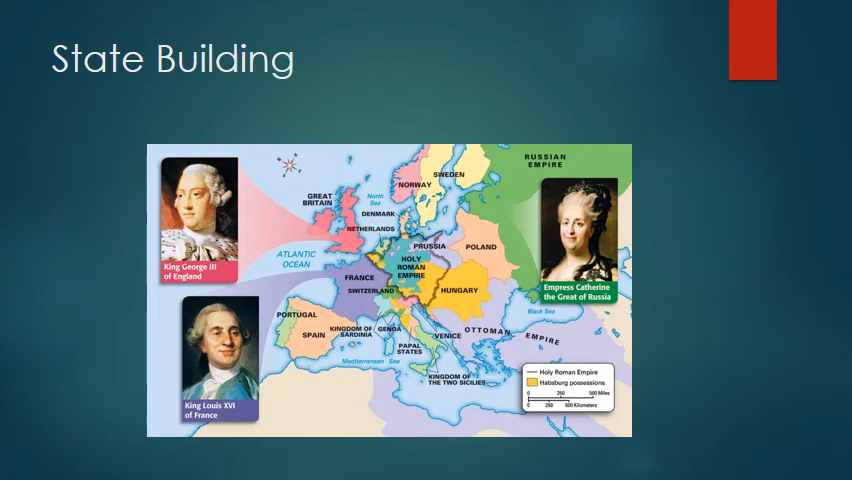 State Building
RUSSIAN
EMPIRE
SWEDEN
NORWAY
GREAT
BRITAIN
North
Sea
DENMARK
NETHERLANDS
PRUSSIA
POLAND
King George III
of England
ATLANTIC
OCEAN
HOLY
ROMAN
EMPIRE
FRANCE
SWITZERLAND
HUNGARY
Empress Catherine
the Great of Russia
Black Sea
PORTUGAL
SPAIN
KINGDOM OF
SARDINIA
GENOA
VENICE
OTTOMAN
EMPIRE
PAPAL
STATES
Mediterranean Sea
KINGDOM OF
THE TWO SICILIES
King Louis XVI
of France
Holy Roman Empire
Habsburg possessions
0 250 500 Miles
0 250 500 Kilometers